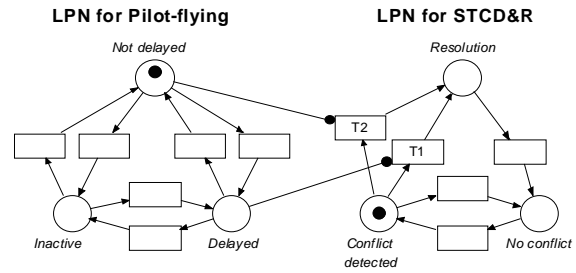 LPN for Pilot-flying
LPN for STCD&R
Not delayed
Resolution
T2
T1
Inactive
Delayed
Conflict
detected
No conflict